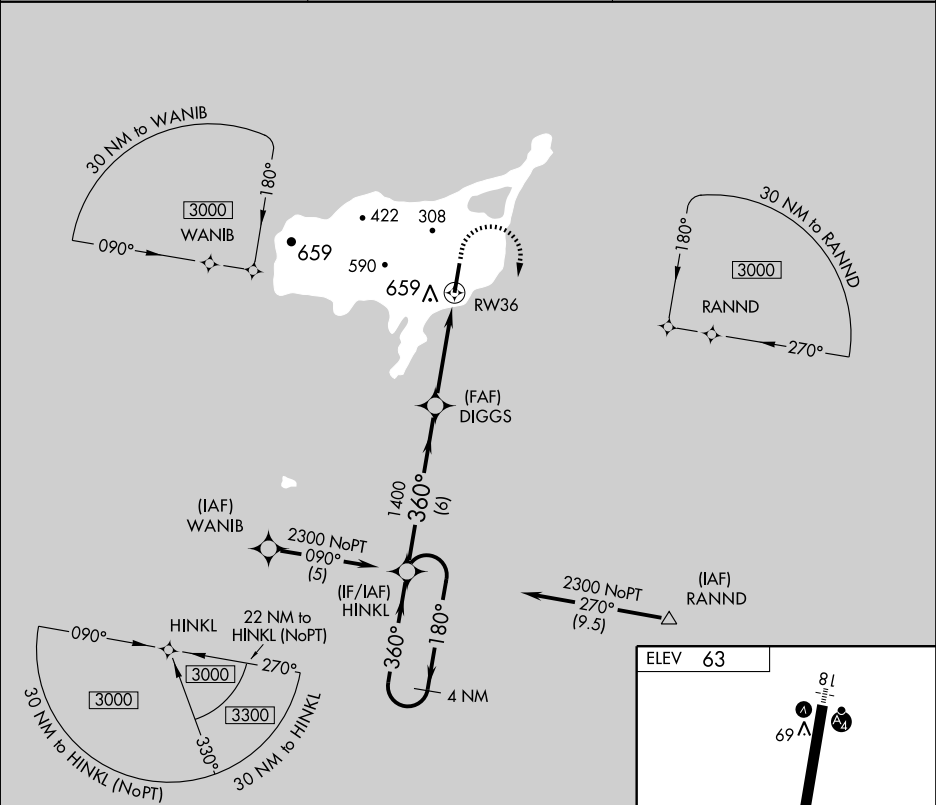 30 NM to WANIB
180°
3000
WANIB
090°
422
308
659
590
659
RW36
30 NM to RANND
180°
3000
RANND
270°
(FAF)
DIGGS
1400
360°
(6)
(IAF)
WANIB
2300 NoPT
090°
(5)
(IF/IAF)
HINKL
360°
180°
4 NM
2300 NoPT
270°
(9.5)
(IAF)
RANND
090°
HINKL
22 NM to
HINKL (NoPT)
270°
3000
3000
3300
330°
30 NM to HINKL (NoPT)
30 NM to HINKL
ELEV 63
18
69
A4